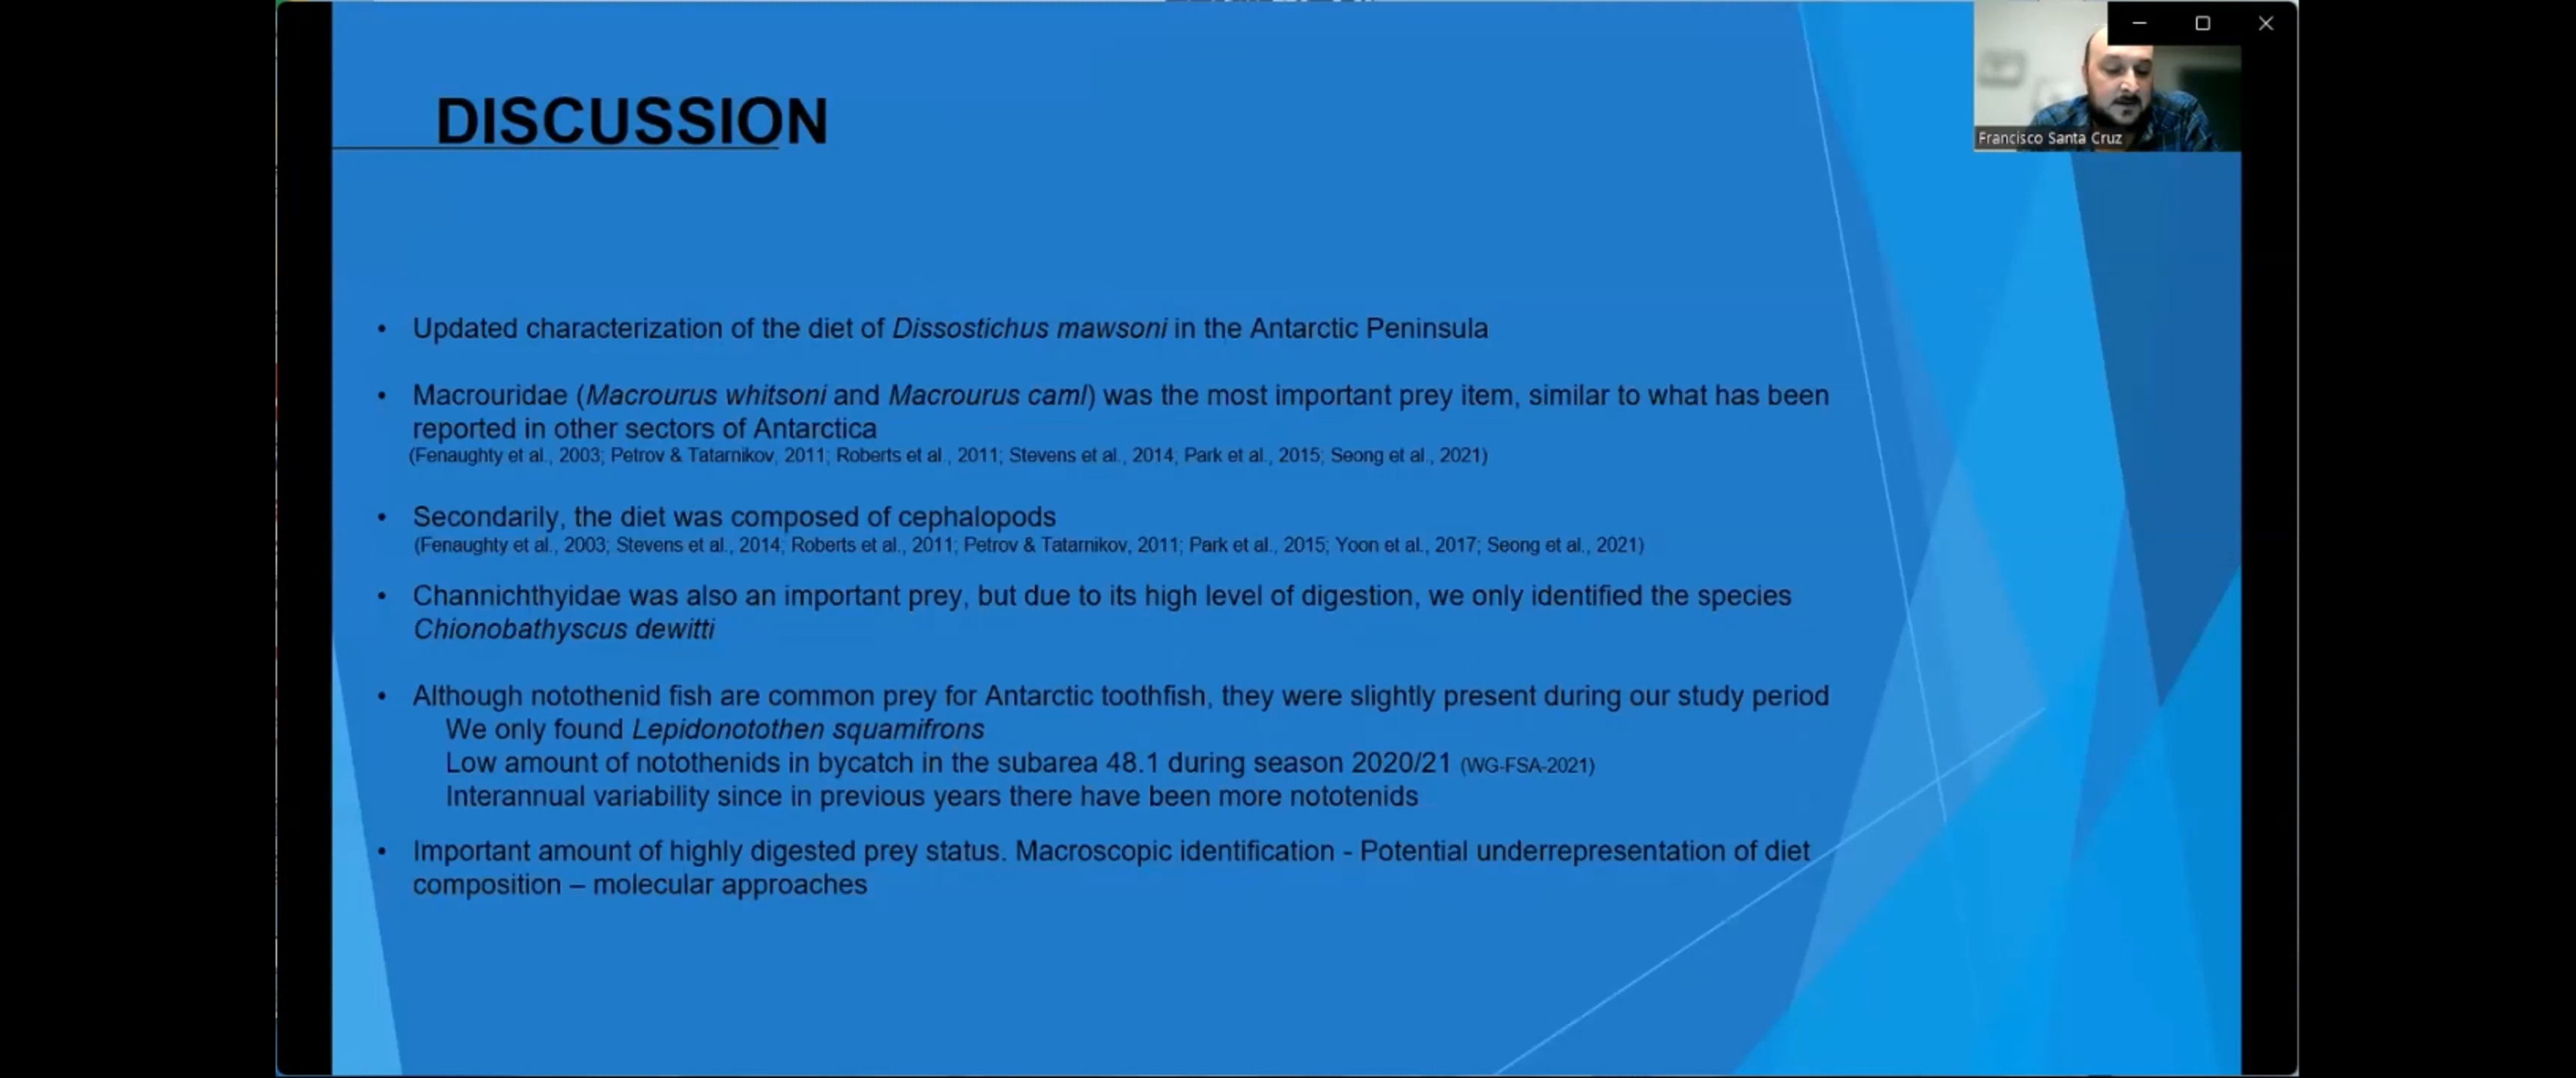 DISCUSSION
Francisco Santa Cruz
• Updated characterization of the diet of Dissostichus mawsoni in the Antarctic Peninsula
• Macrouridae (Macrourus whitsoni and Macrourus caml) was the most important prey item, similar to what has been
reported in other sectors of Antarctica
(Fenaughty et al., 2003; Petrov & Tatarnikov, 2011; Roberts et al., 2011; Stevens et al., 2014; Park et al., 2015; Seong et al., 2021)
• Secondarily, the diet was composed of cephalopods
(Fenaughty et al., 2003; Stevens et al., 2014; Roberts et al., 2011; Petrov & Tatarnikov, 2011; Park et al., 2015; Yoon et al., 2017; Seong et al., 2021)
• Channichthyidae was also an important prey, but due to its high level of digestion, we only identified the species
Chionobathyscus dewitti
• Although notothenid fish are common prey for Antarctic toothfish, they were slightly present during our study period
We only found Lepidonotothen squamifrons
Low amount of notothenids in bycatch in the subarea 48.1 during season 2020/21 (WG-FSA-2021)
Interannual variability since in previous years there have been more nototenids
• Important amount of highly digested prey status. Macroscopic identification - Potential underrepresentation of diet
composition – molecular approaches